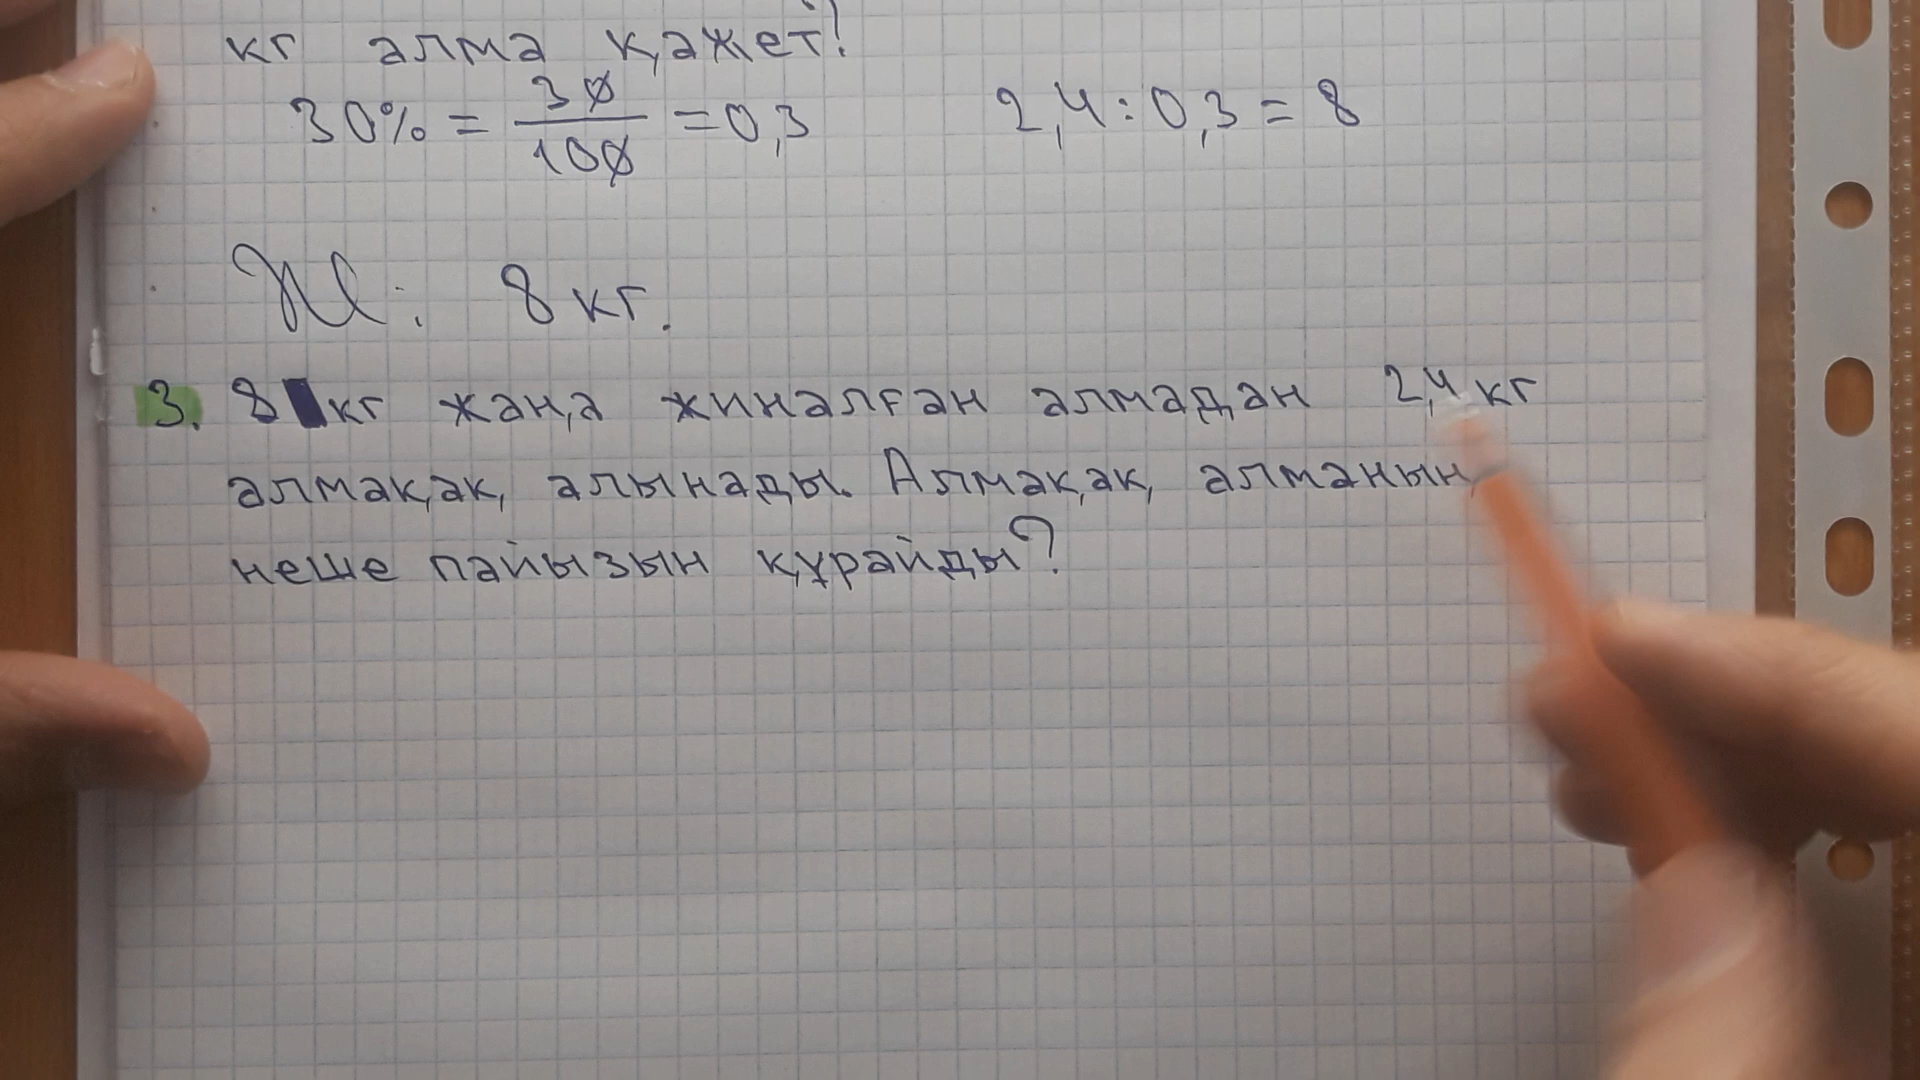 кг алма қажет?
30% = 30/100 = 0,3 2,4 : 0,3 = 8
Ж: 8 кг.
3. 8 кг жаңа жиналған алмадан 2,4 кг
алмақақ алынады. Алмақақ алманың
неше пайызын құрайды?